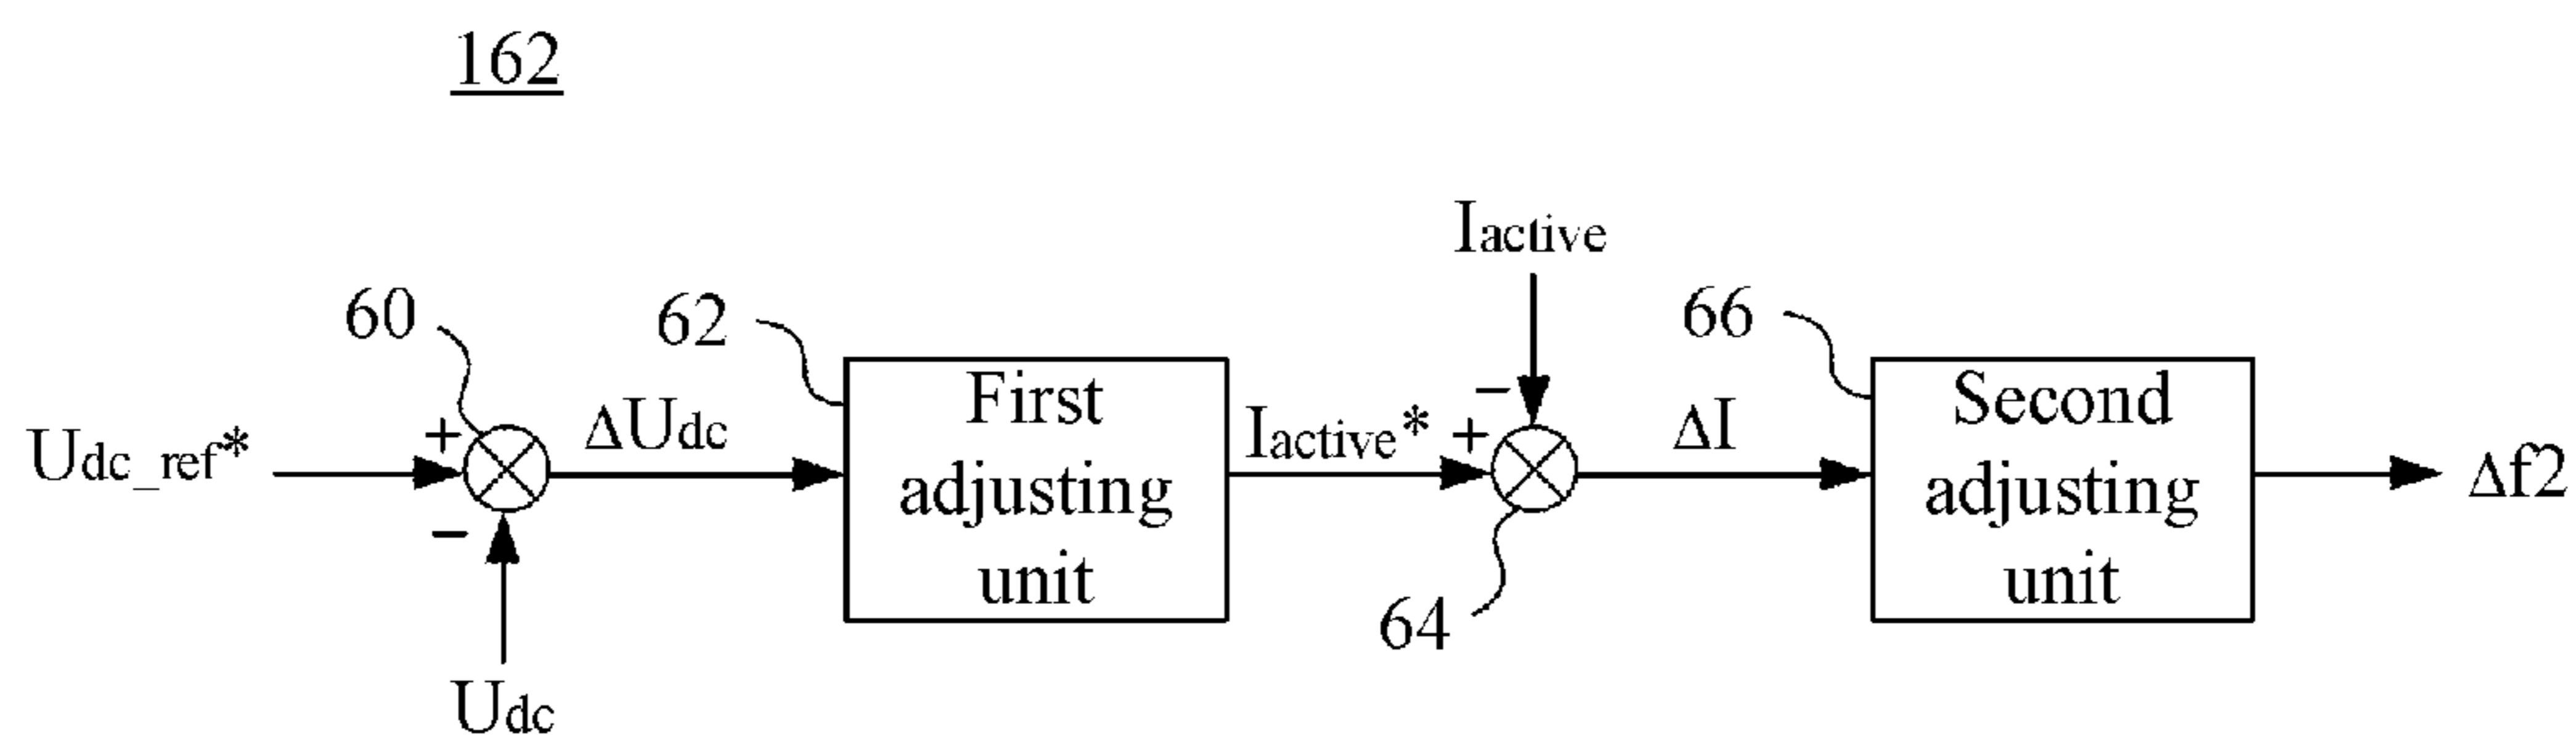 162
Iactive
60
62
66
Udc_ref*
+
−
ΔUdc
First
adjusting
unit
Iactive*
+
−
ΔI
Second
adjusting
unit
Δf2
64
Udc